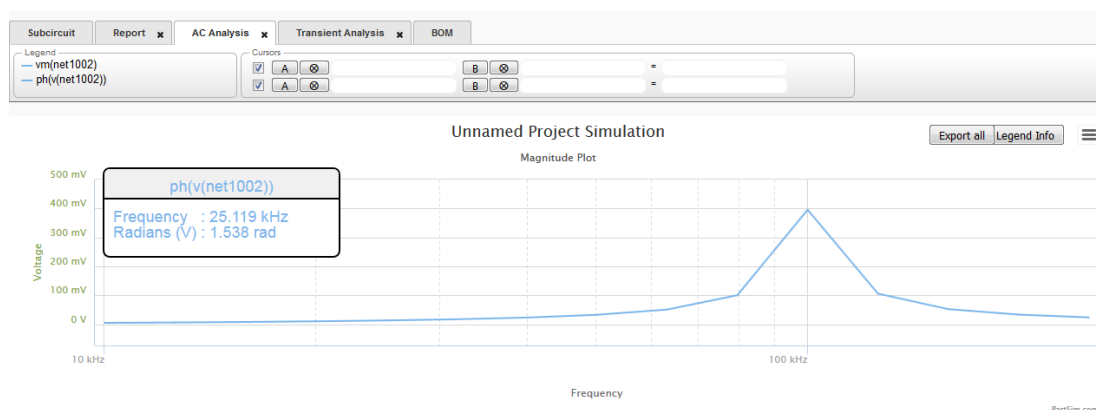 Subcircuit Report x AC Analysis x Transient Analysis x BOM
Legend
vm(net1002)
ph(v(net1002))
Cursors
A ⊗ B ⊗ =
A ⊗ B ⊗ =
Unnamed Project Simulation
Export all Legend Info
Magnitude Plot
ph(v(net1002))
Frequency : 25.119 kHz
Radians (V) : 1.538 rad
Voltage
500 mV
400 mV
300 mV
200 mV
100 mV
0 V
10 kHz 100 kHz
Frequency
PartSim.com